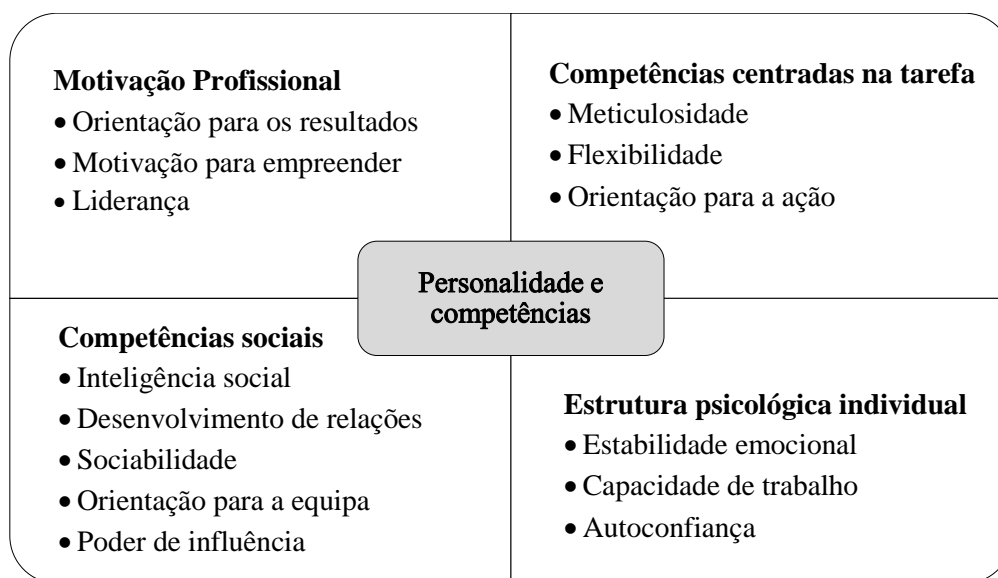 Motivação Profissional
• Orientação para os resultados
• Motivação para empreender
• Liderança
Competências centradas na tarefa
• Meticulosidade
• Flexibilidade
• Orientação para a ação
Personalidade e
competências
Competências sociais
• Inteligência social
• Desenvolvimento de relações
• Sociabilidade
• Orientação para a equipa
• Poder de influência
Estrutura psicológica individual
• Estabilidade emocional
• Capacidade de trabalho
• Autoconfiança